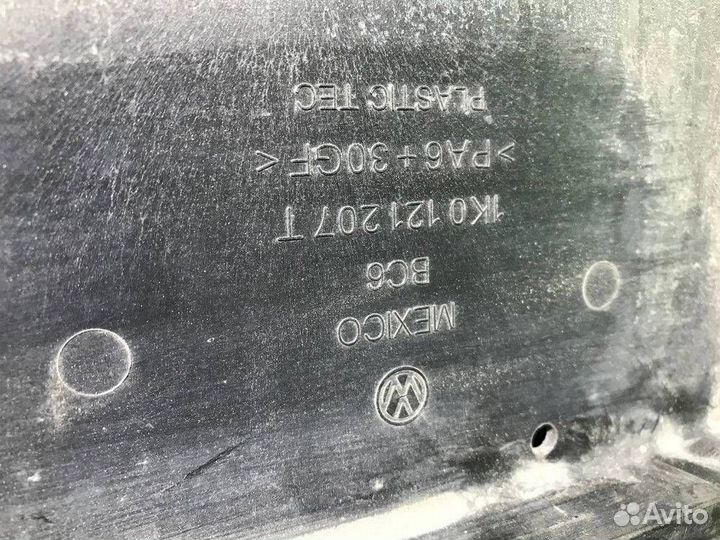 MEXICO
BC6
1K0 121 207 T
>PA6+30GF<
PLASTIC TEC
Avito